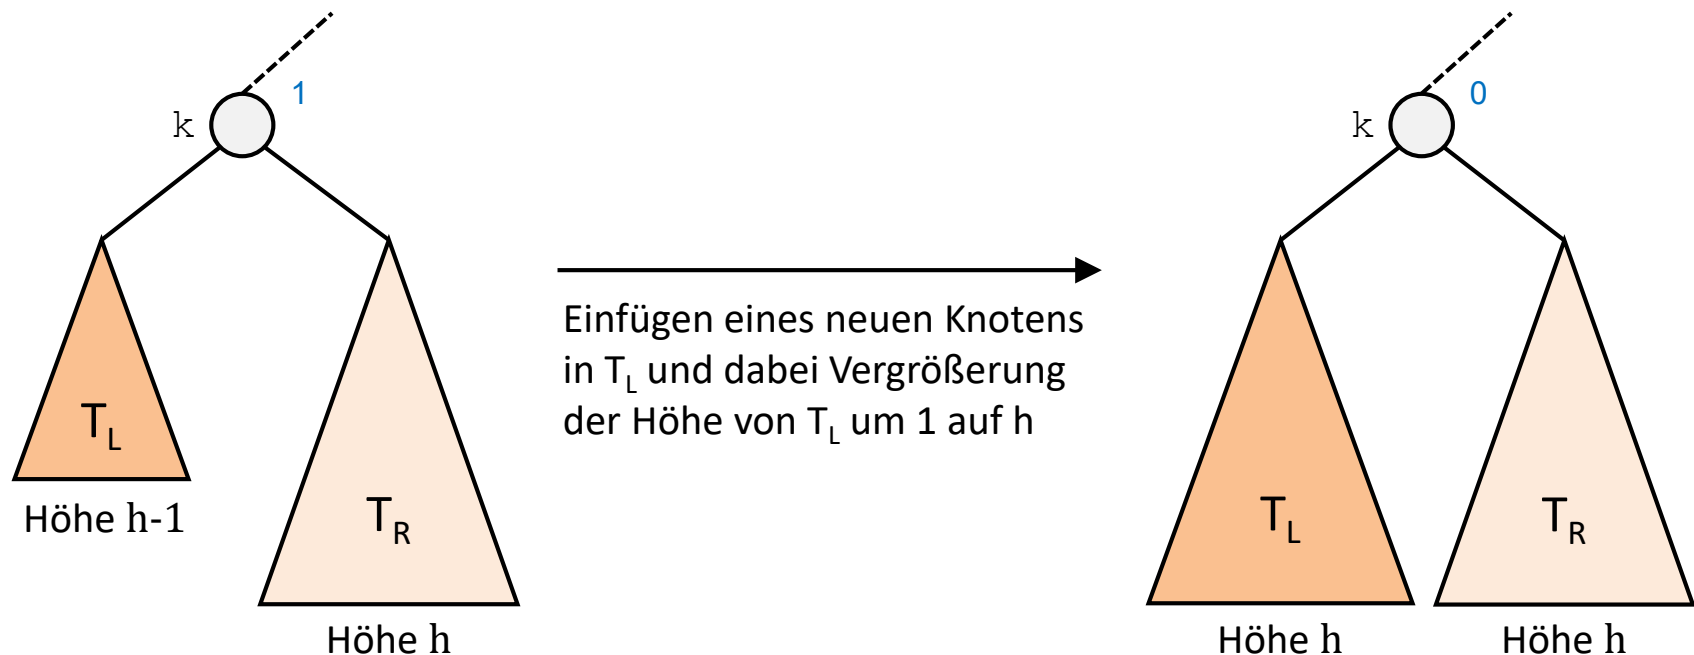 1
k
T_L
Höhe h-1
T_R
Höhe h
Einfügen eines neuen Knotens
in T_L und dabei Vergrößerung
der Höhe von T_L um 1 auf h
0
k
T_L
Höhe h
T_R
Höhe h